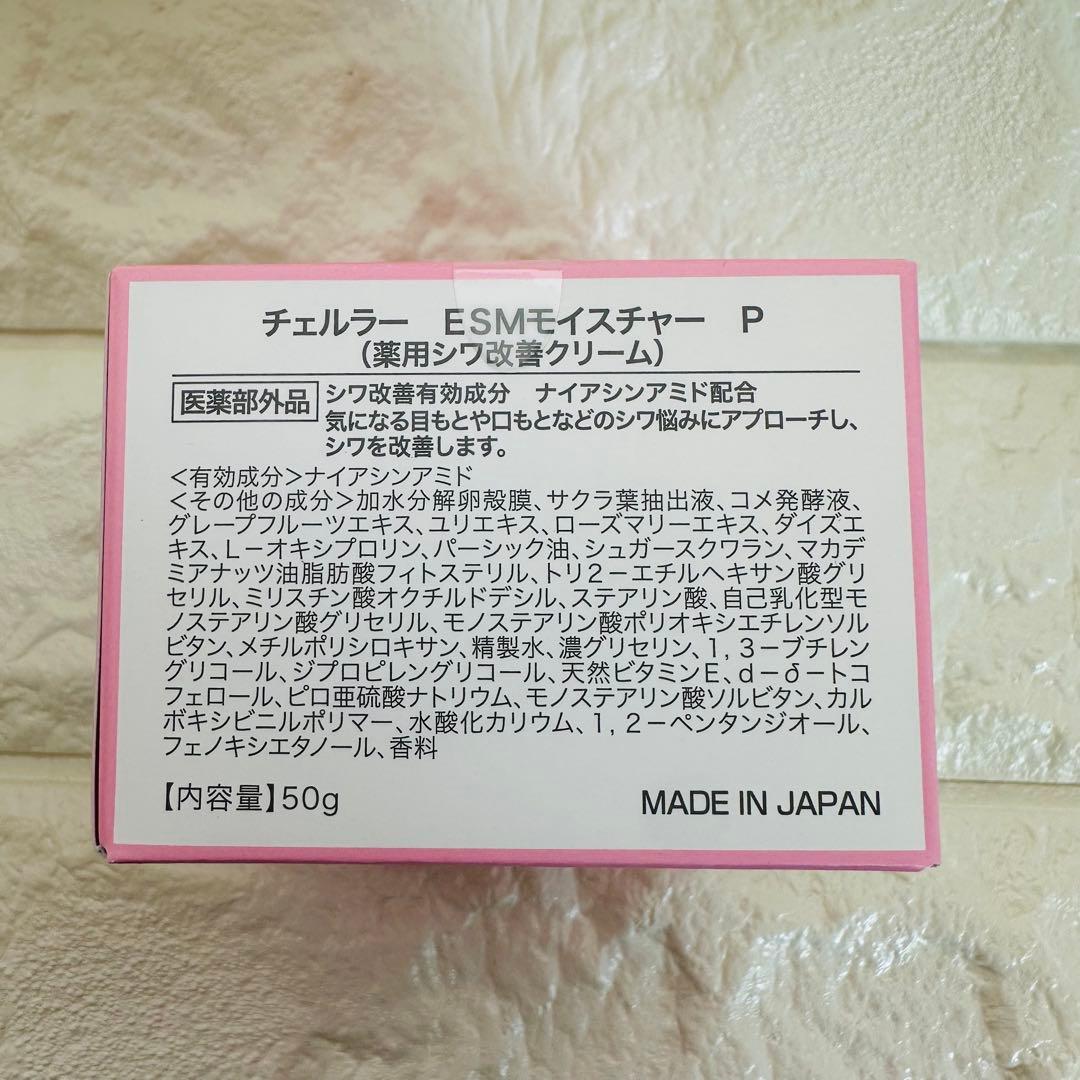 チェルラー　ESMモイスチャー　P
（薬用シワ改善クリーム）
医薬部外品
シワ改善有効成分　ナイアシンアミド配合
気になる目もとや口もとなどのシワ悩みにアプローチし、
シワを改善します。
＜有効成分＞ナイアシンアミド
＜その他の成分＞加水分解卵殻膜、サクラ葉抽出液、コメ発酵液、
グレープフルーツエキス、ユリエキス、ローズマリーエキス、ダイズエ
キス、L－オキシプロリン、パーシック油、シュガースクワラン、マカデ
ミアナッツ油脂肪酸フィトステリル、トリ2－エチルヘキサン酸グリ
セリル、ミリスチン酸オクチルドデシル、ステアリン酸、自己乳化型モ
ノステアリン酸グリセリル、モノステアリン酸ポリオキシエチレンソル
ビタン、メチルポリシロキサン、精製水、濃グリセリン、1,3－ブチレン
グリコール、ジプロピレングリコール、天然ビタミンE、d－δ－トコ
フェロール、ピロ亜硫酸ナトリウム、モノステアリン酸ソルビタン、カル
ボキシビニルポリマー、水酸化カリウム、1,2－ペンタンジオール、
フェノキシエタノール、香料
【内容量】50g
MADE IN JAPAN